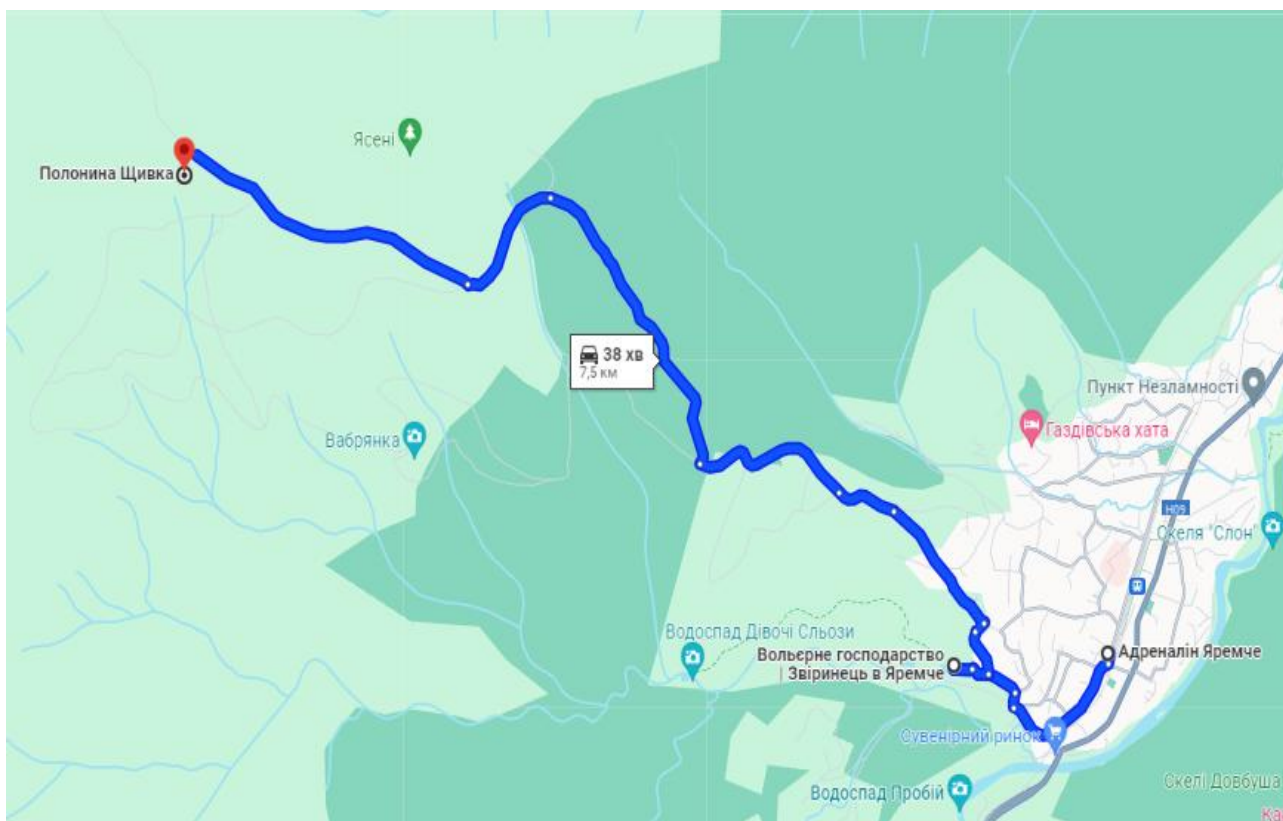 Ясені
Полонина Щивка
38 хв
7,5 км
Пункт Незламності
Вабрянка
Газдівська хата
H09
Скеля "Слон"
Водоспад Дівочі Сльози
Вольєрне господарство
Звіринець в Яремче
Адреналін Яремче
Сувенірний ринок
Скелі Довбуша
Водоспад Пробій